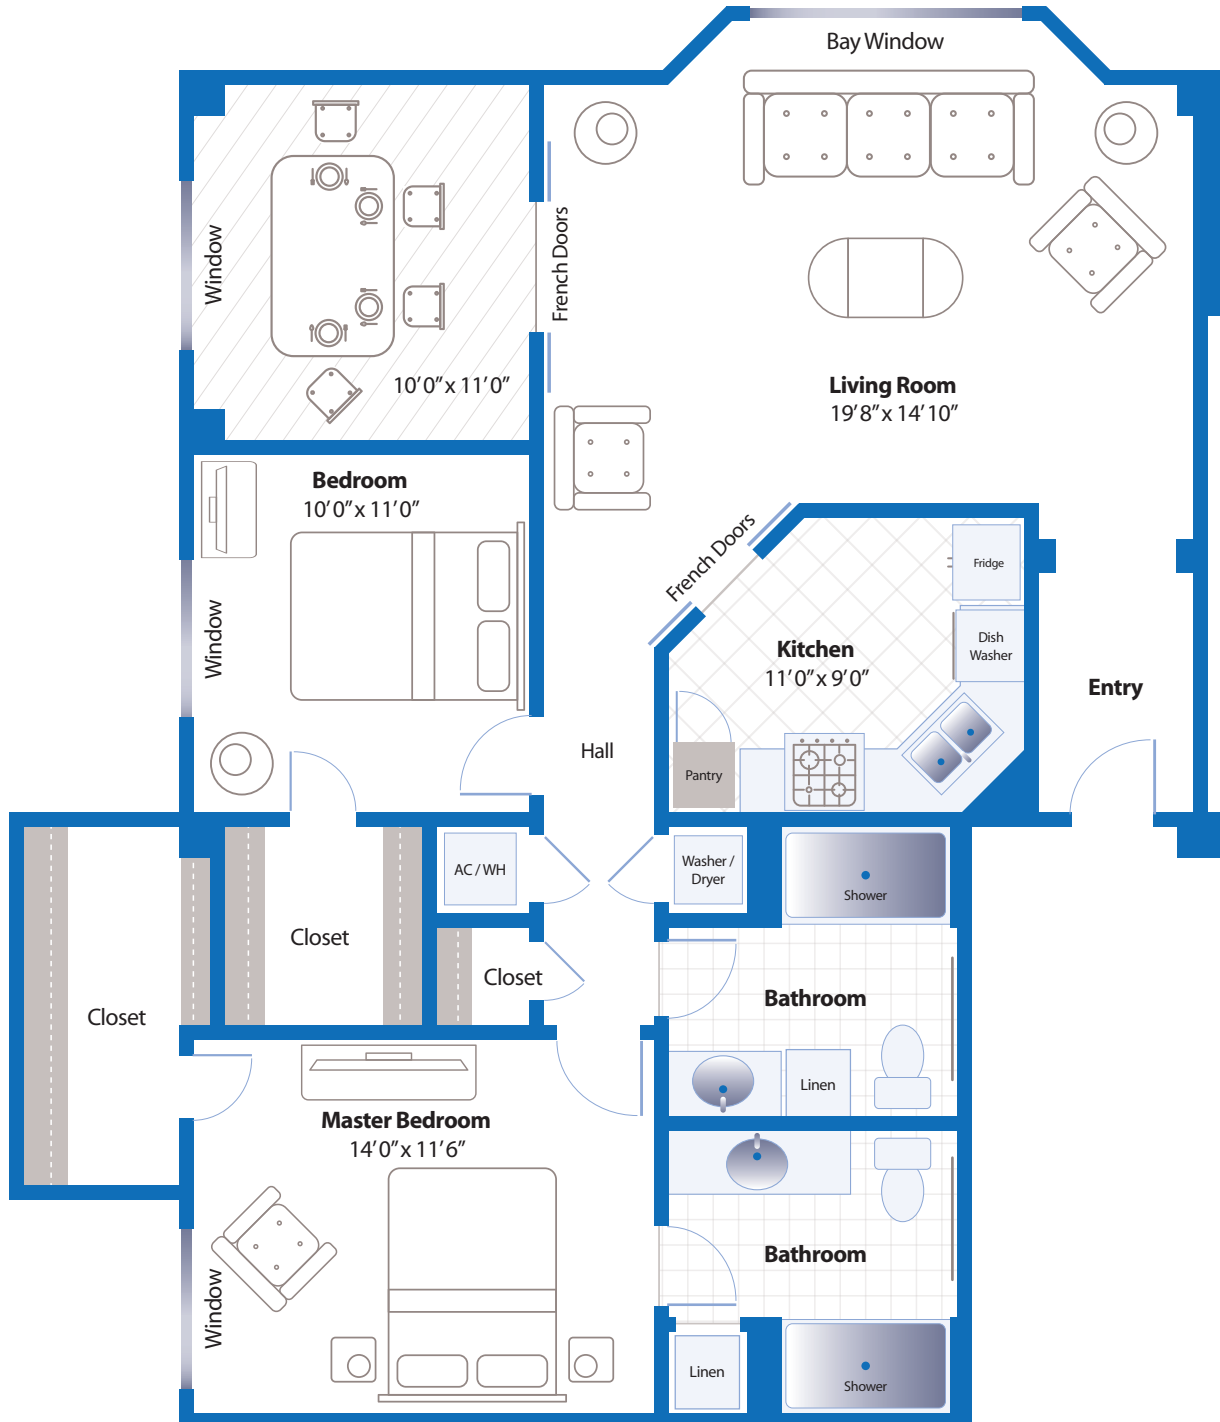 Bay Window
Window
French Doors
10'0" x 11'0"
Living Room
19'8" x 14'10"
Bedroom
10'0" x 11'0"
Window
French Doors
Fridge
Dish
Washer
Kitchen
11'0" x 9'0"
Entry
Hall
Pantry
AC / WH
Washer /
Dryer
Shower
Closet
Closet
Closet
Bathroom
Linen
Master Bedroom
14'0" x 11'6"
Bathroom
Window
Linen
Shower